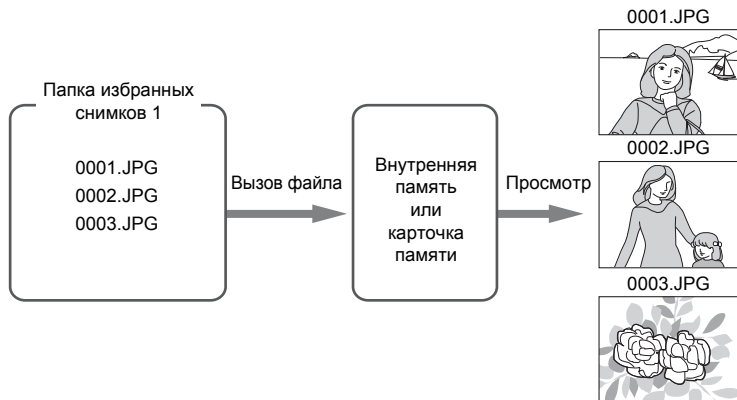 Папка избранных
снимков 1
0001.JPG
0002.JPG
0003.JPG
Вызов файла
Внутренняя
память
или
карточка
памяти
Просмотр
0001.JPG
0002.JPG
0003.JPG